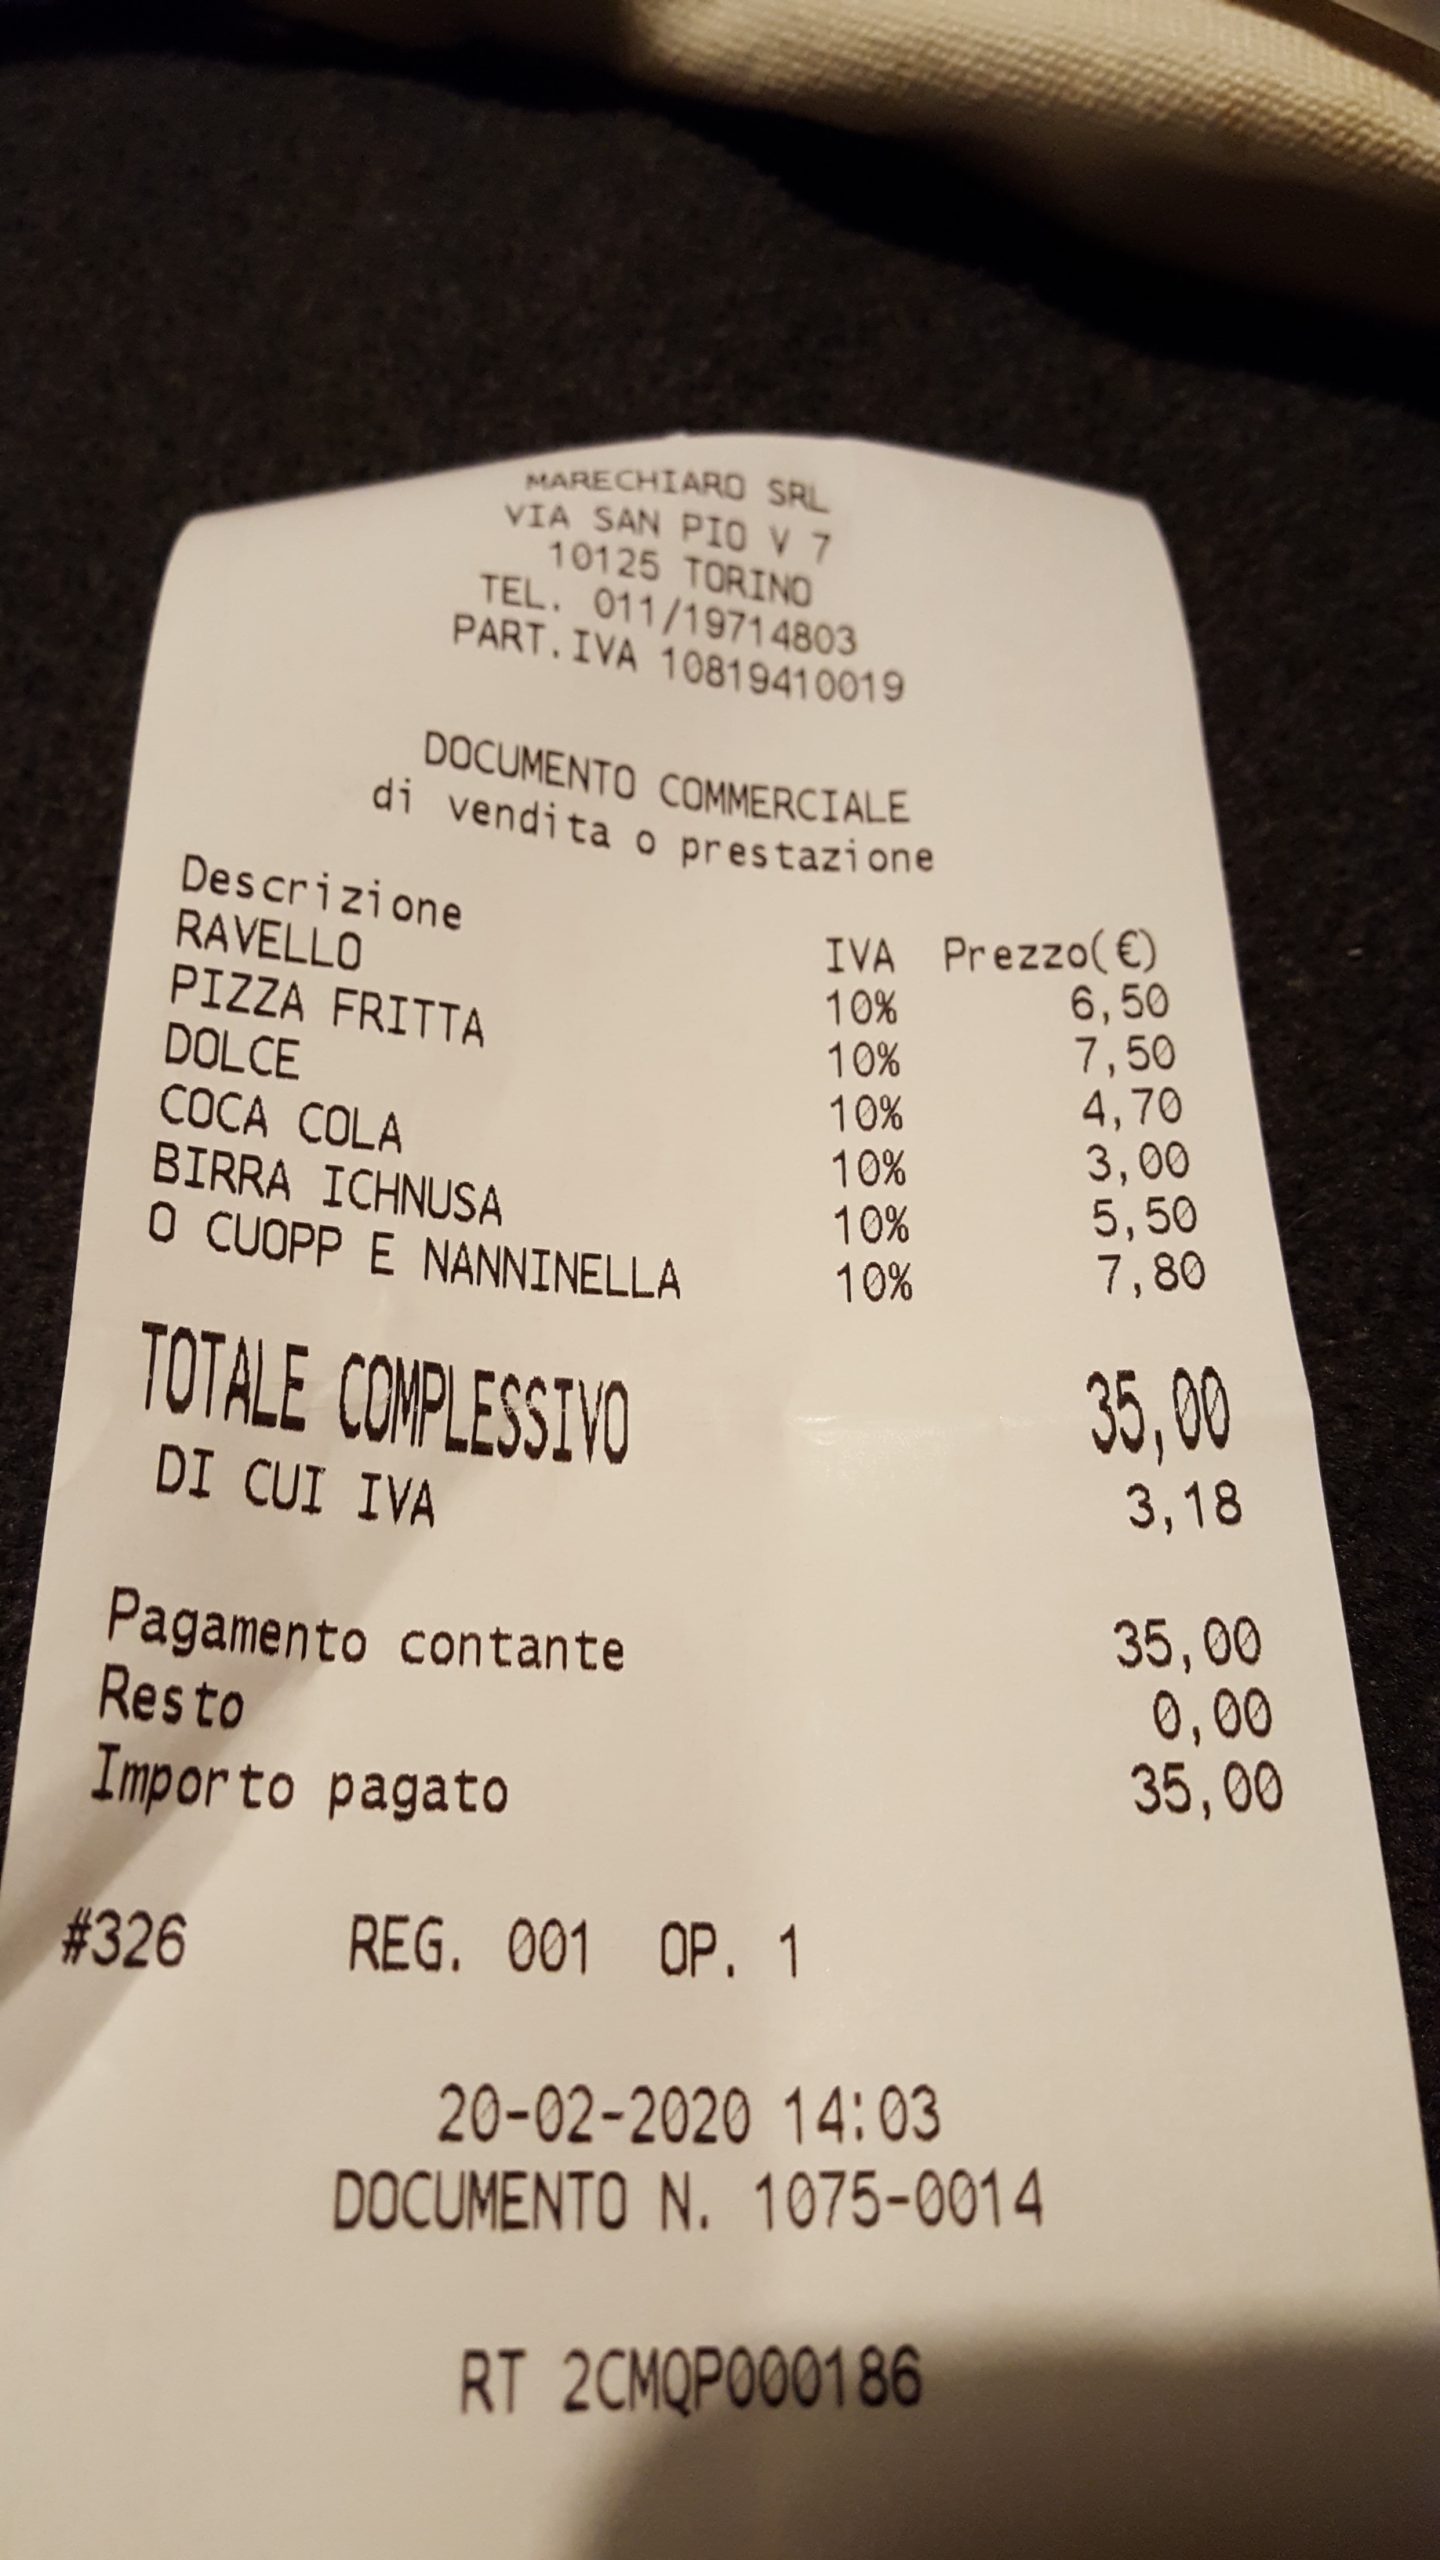 MARECHIARO SRL
VIA SAN PIO V 7
10125 TORINO
TEL. 011/19714803
PART.IVA 10819410019
DOCUMENTO COMMERCIALE
di vendita o prestazione
Descrizione IVA Prezzo(€)
RAVELLO 10% 6,50
PIZZA FRITTA 10% 7,50
DOLCE 10% 4,70
COCA COLA 10% 3,00
BIRRA ICHNUSA 10% 5,50
O CUOPP E NANNINELLA 10% 7,80
TOTALE COMPLESSIVO 35,00
DI CUI IVA 3,18
Pagamento contante 35,00
Resto 0,00
Importo pagato 35,00
#326 REG. 001 OP. 1
20-02-2020 14:03
DOCUMENTO N. 1075-0014
RT 2CMQP000186